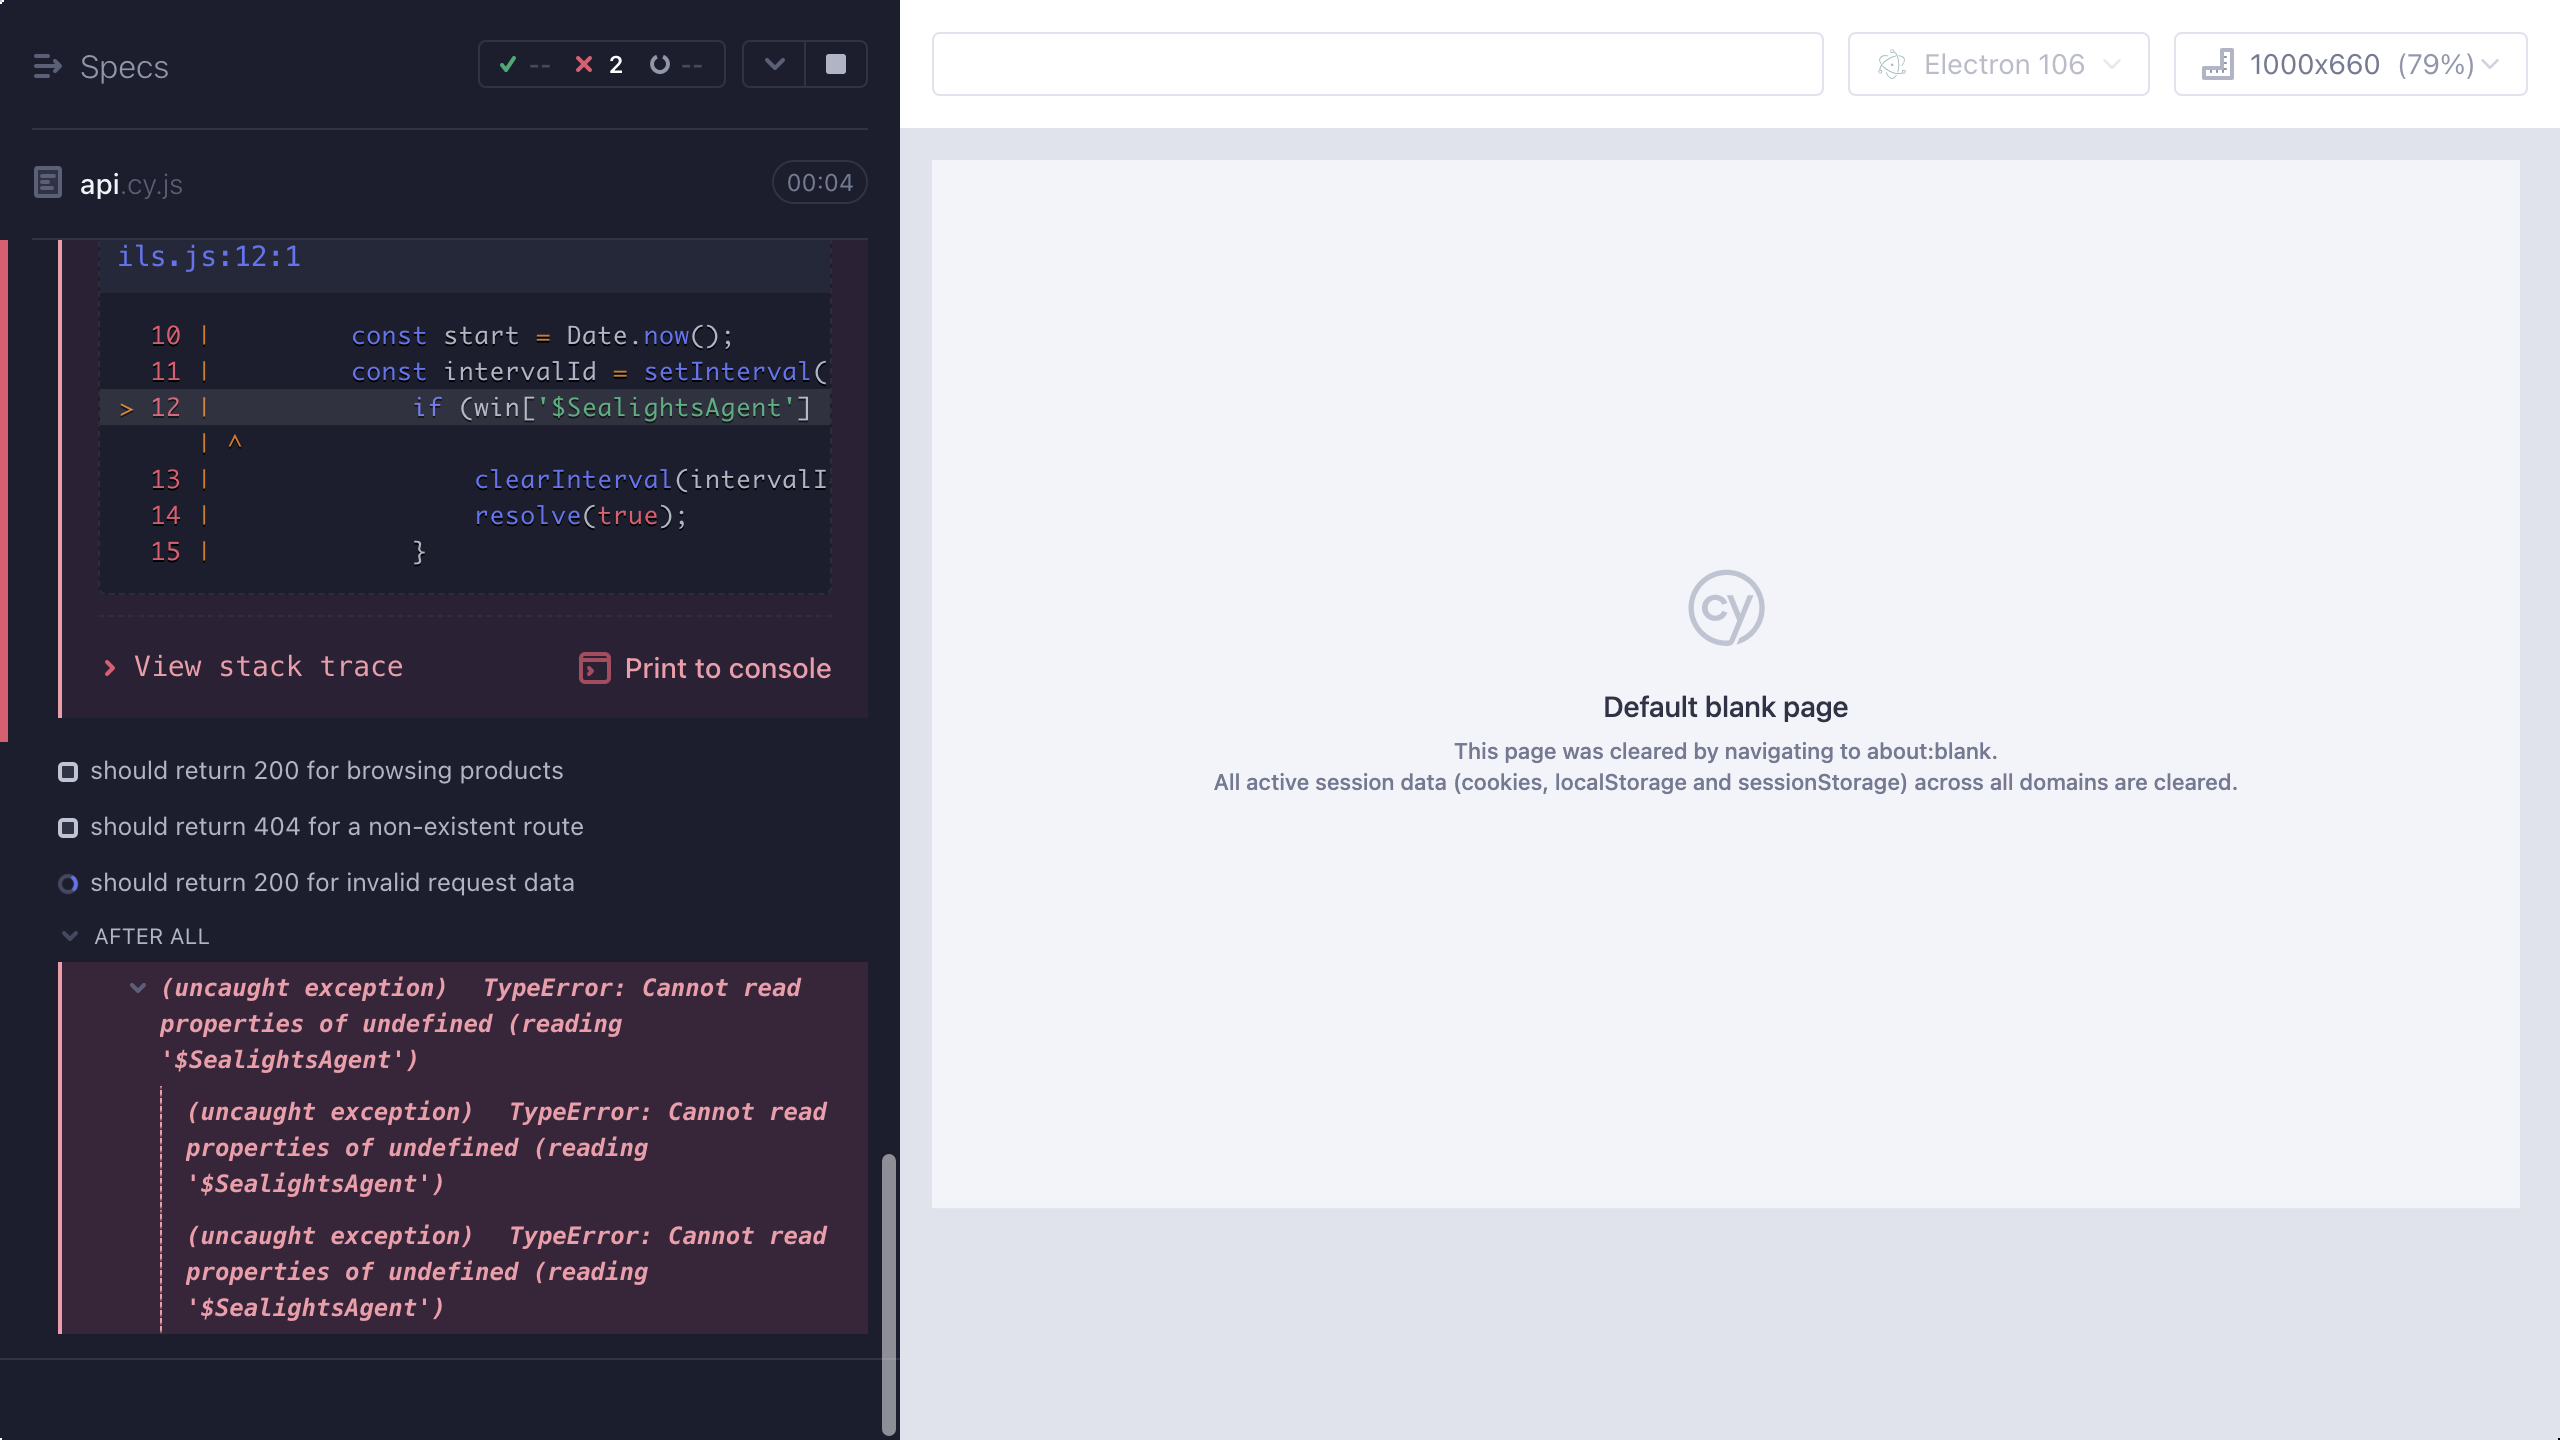 Specs
-- 2 --
api.cy.js
00:04
ils.js:12:1
10 | const start = Date.now();
11 | const intervalId = setInterval(
> 12 | if (win['$SealightsAgent']
| ^
13 | clearInterval(intervalI
14 | resolve(true);
15 | }
View stack trace
Print to console
should return 200 for browsing products
should return 404 for a non-existent route
should return 200 for invalid request data
AFTER ALL
(uncaught exception) TypeError: Cannot read
properties of undefined (reading
'$SealightsAgent')
(uncaught exception) TypeError: Cannot read
properties of undefined (reading
'$SealightsAgent')
(uncaught exception) TypeError: Cannot read
properties of undefined (reading
'$SealightsAgent')
Electron 106
1000x660 (79%)
cy
Default blank page
This page was cleared by navigating to about:blank.
All active session data (cookies, localStorage and sessionStorage) across all domains are cleared.